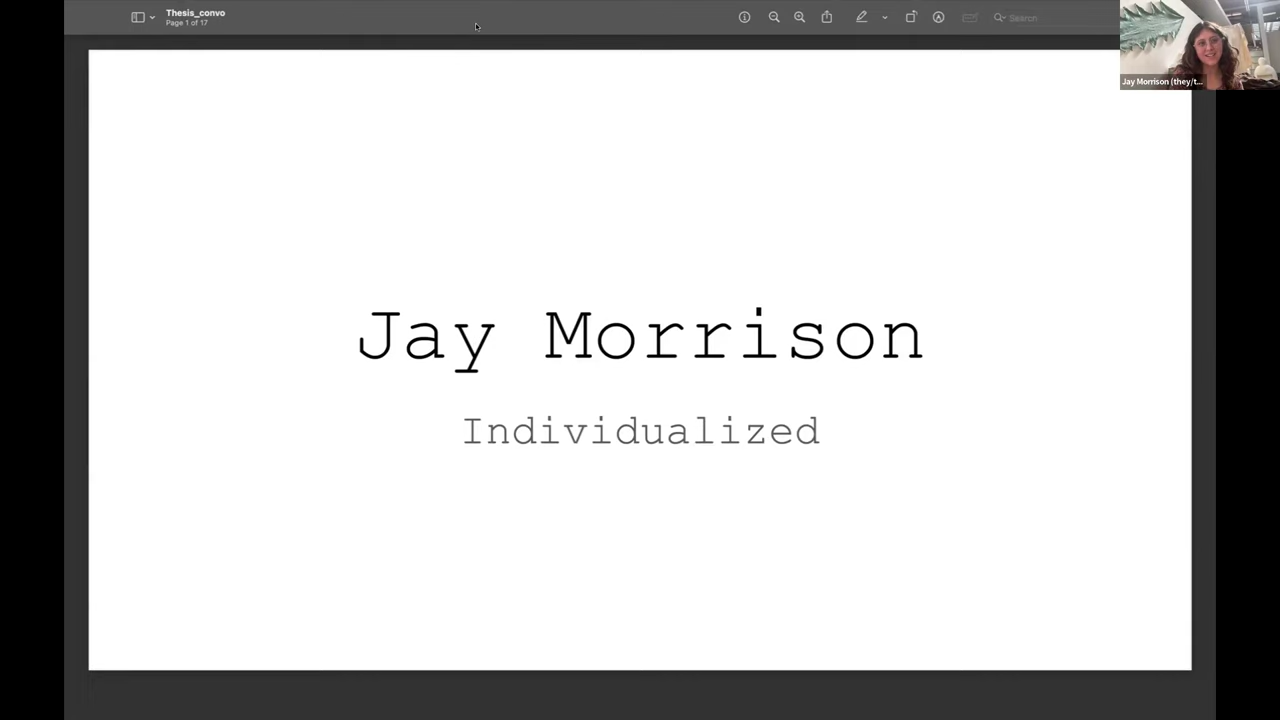 Thesis_convo
Page 1 of 17
Search
Jay Morrison (they/t...
Jay Morrison
Individualized